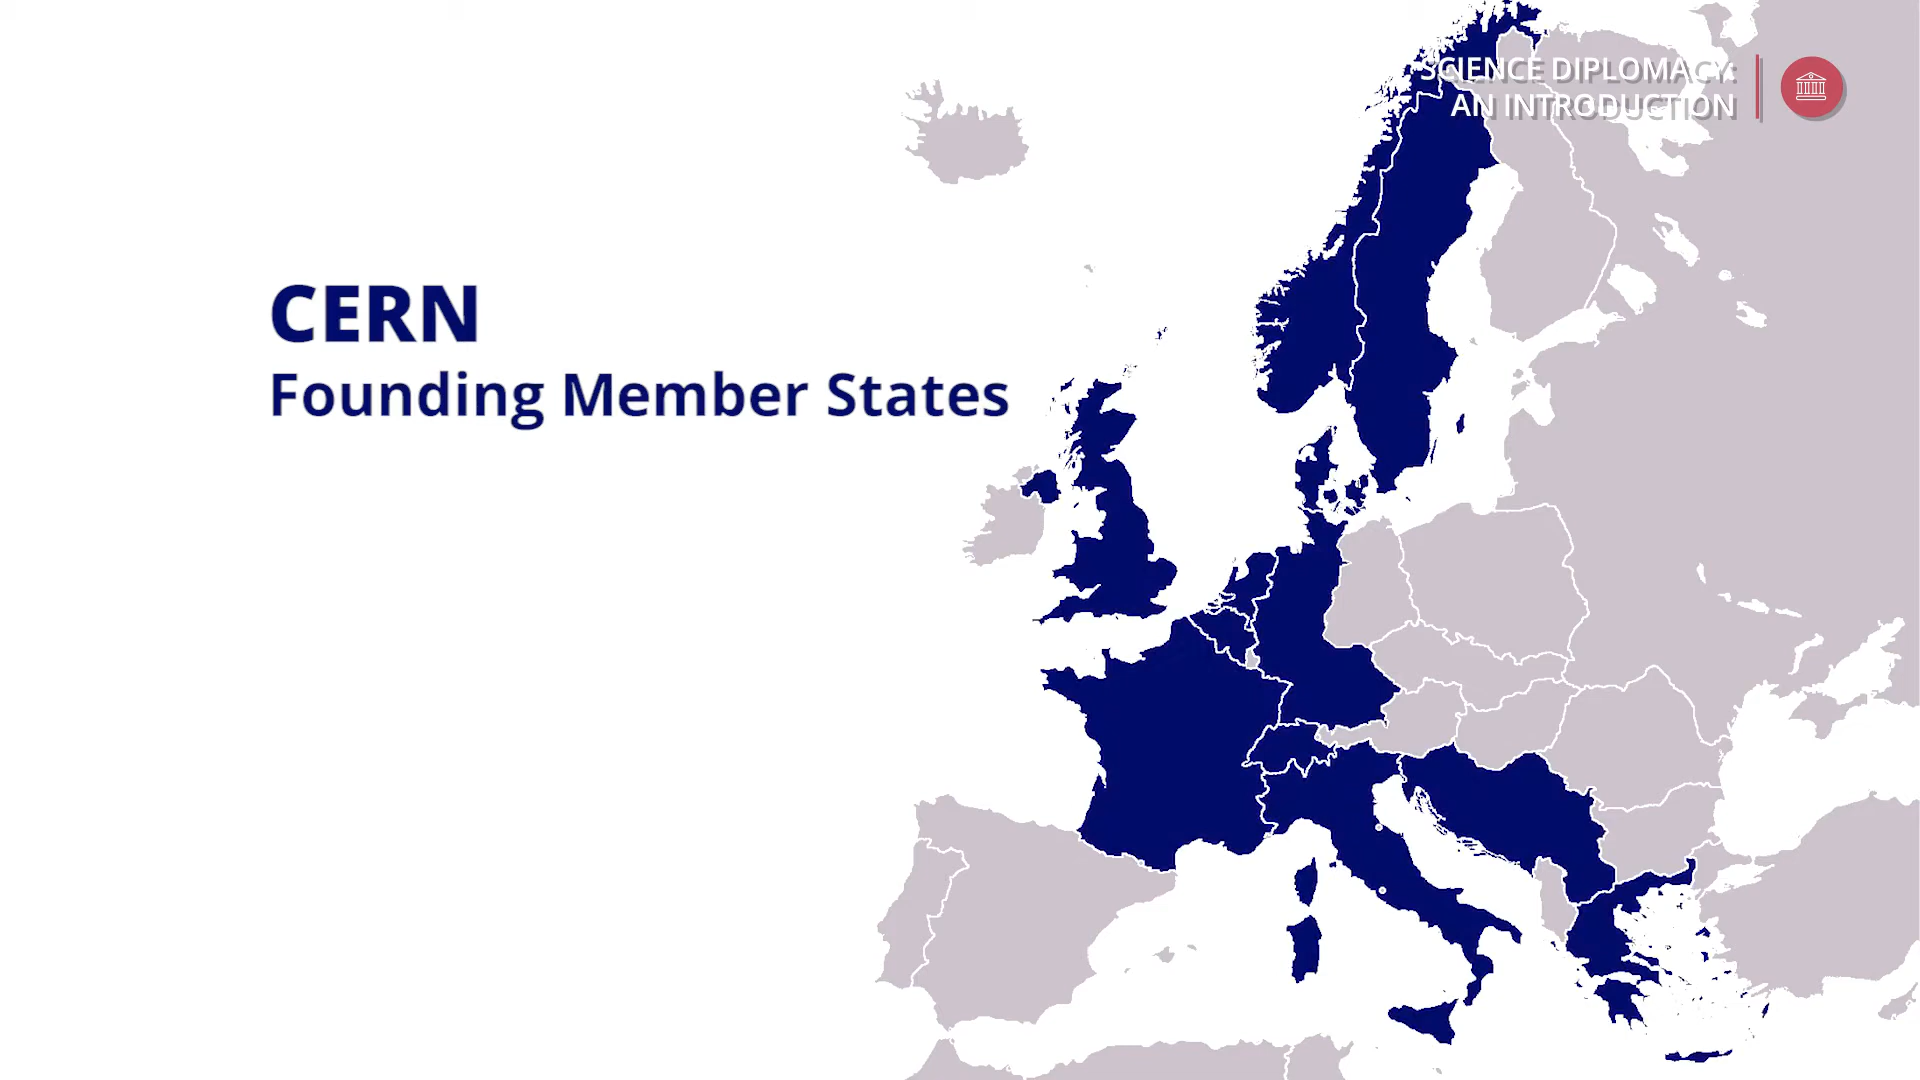 SCIENCE DIPLOMACY:
AN INTRODUCTION
CERN
Founding Member States